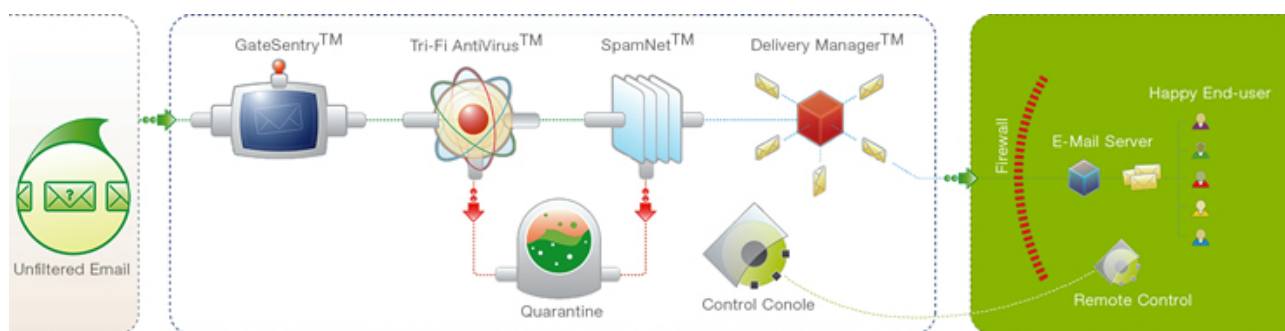 GateSentry™
Tri-Fi AntiVirus™
SpamNet™
Delivery Manager™
Happy End-user
Firewall
E-Mail Server
?
Unfiltered Email
Quarantine
Control Conole
Remote Control